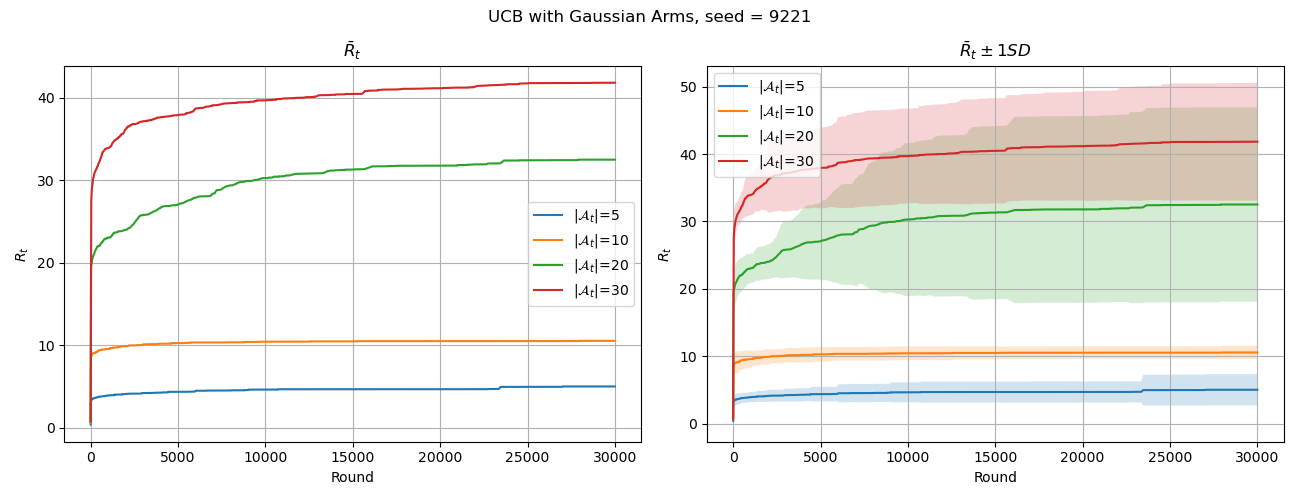 UCB with Gaussian Arms, seed = 9221
R̄ₜ
40
30
20
10
0
Rₜ
|𝒜ₜ|=5
|𝒜ₜ|=10
|𝒜ₜ|=20
|𝒜ₜ|=30
0 5000 10000 15000 20000 25000 30000
Round
R̄ₜ ± 1SD
50
40
30
20
10
0
Rₜ
|𝒜ₜ|=5
|𝒜ₜ|=10
|𝒜ₜ|=20
|𝒜ₜ|=30
0 5000 10000 15000 20000 25000 30000
Round